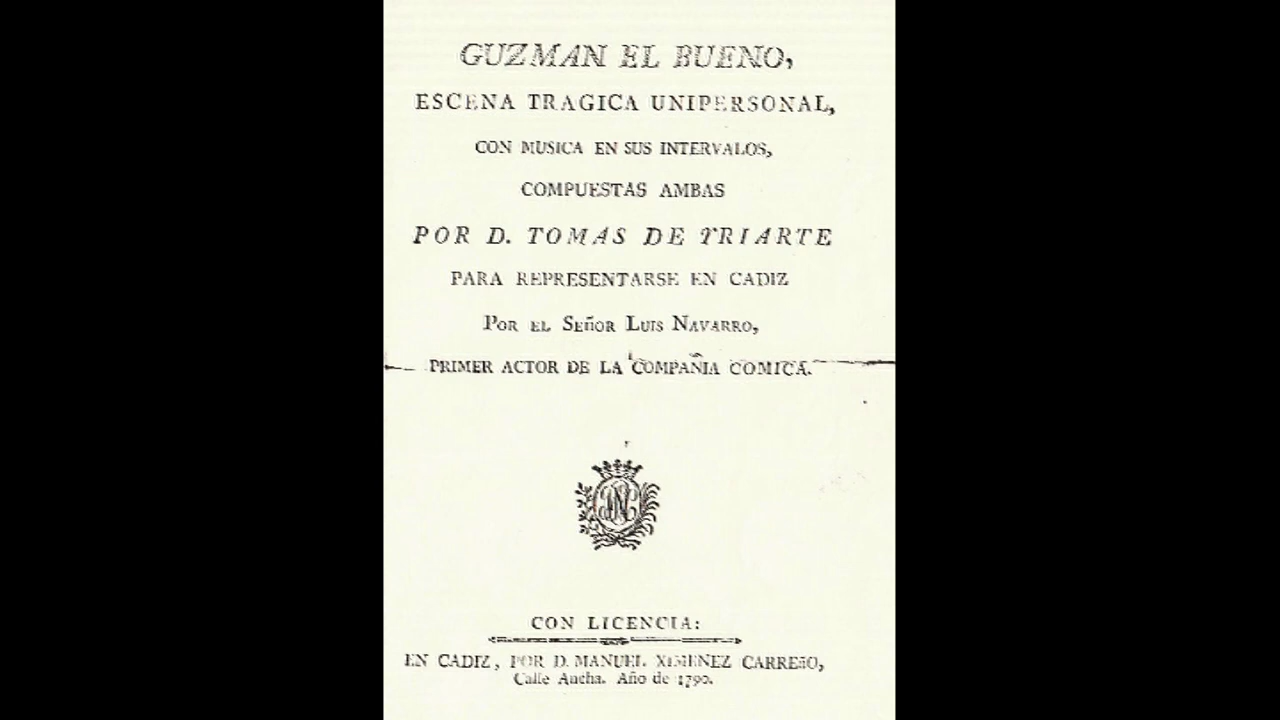 GUZMAN EL BUENO,
ESCENA TRAGICA UNIPERSONAL,
CON MUSICA EN SUS INTERVALOS,
COMPUESTAS AMBAS
POR D. TOMAS DE YRIARTE
PARA REPRESENTARSE EN CADIZ
POR EL SEÑOR LUIS NAVARRO,
PRIMER ACTOR DE LA COMPAÑIA COMICA.
CON LICENCIA:
EN CADIZ, POR D. MANUEL XIMENEZ CARREÑO,
Calle Ancha. Año de 1790.